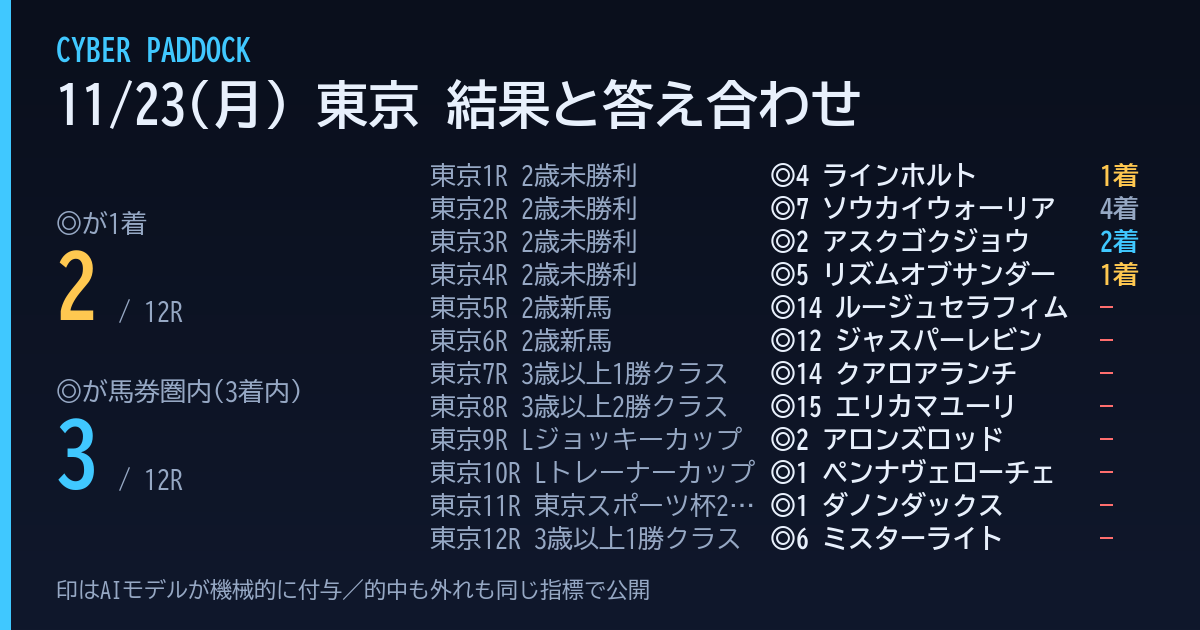 CYBER PADDOCK
11/23(月) 東京 結果と答え合わせ
◎が1着
2 / 12R
◎が馬券圏内(3着内)
3 / 12R
東京1R 2歳未勝利 ◎4 ラインホルト 1着
東京2R 2歳未勝利 ◎7 ソウカイウォーリア 4着
東京3R 2歳未勝利 ◎2 アスクゴクジョウ 2着
東京4R 2歳未勝利 ◎5 リズムオブサンダー 1着
東京5R 2歳新馬 ◎14 ルージュセラフィム －
東京6R 2歳新馬 ◎12 ジャスパーレビン －
東京7R 3歳以上1勝クラス ◎14 クアロアランチ －
東京8R 3歳以上2勝クラス ◎15 エリカマユーリ －
東京9R Lジョッキーカップ ◎2 アロンズロッド －
東京10R Lトレーナーカップ ◎1 ペンナヴェローチェ －
東京11R 東京スポーツ杯2… ◎1 ダノンダックス －
東京12R 3歳以上1勝クラス ◎6 ミスターライト －
印はAIモデルが機械的に付与／的中も外れも同じ指標で公開